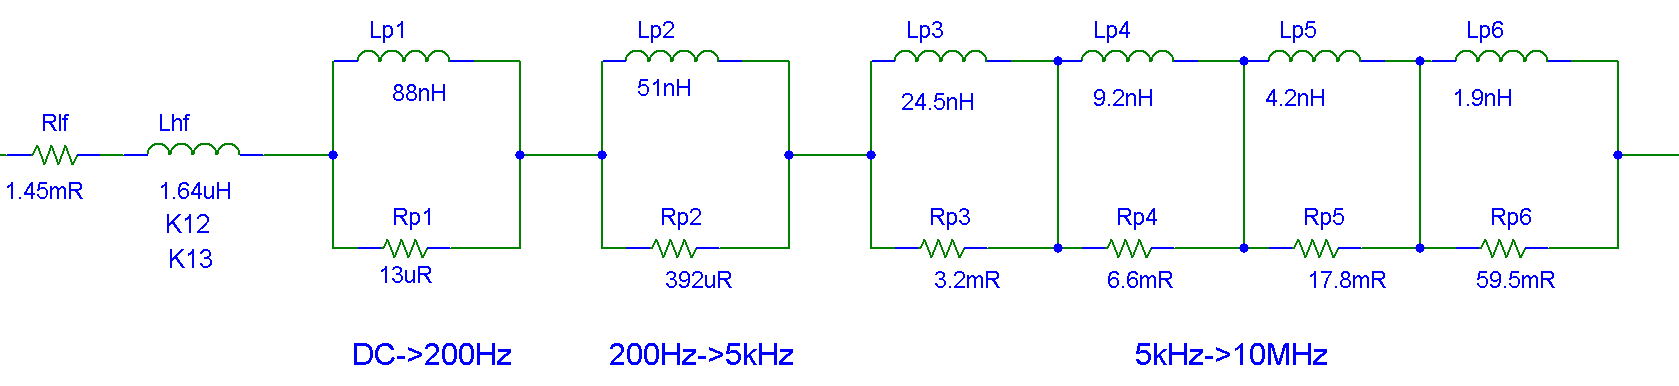 Lp1
Lp2
Lp3
Lp4
Lp5
Lp6
88nH
51nH
24.5nH
9.2nH
4.2nH
1.9nH
Rlf
Lhf
1.45mR
1.64uH
K12
K13
Rp1
Rp2
Rp3
Rp4
Rp5
Rp6
13uR
392uR
3.2mR
6.6mR
17.8mR
59.5mR
DC->200Hz
200Hz->5kHz
5kHz->10MHz